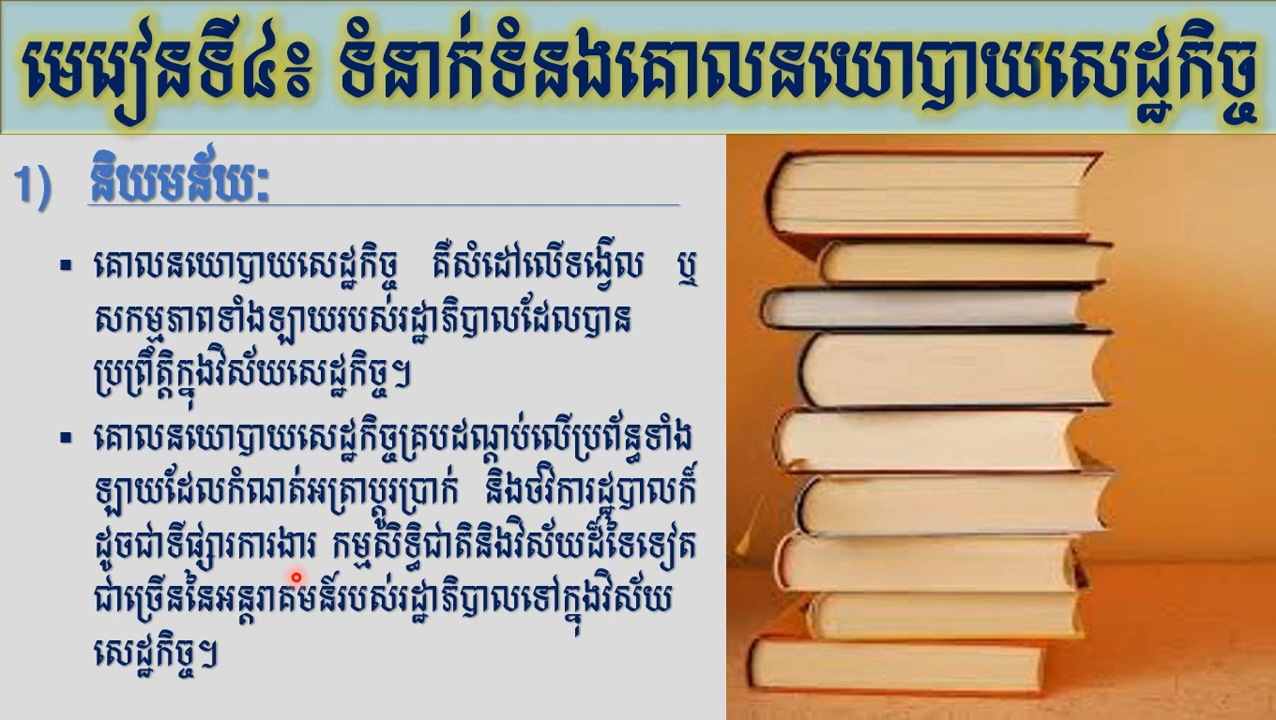 មេរៀនទី៤៖ ទំនាក់ទំនងគោលនយោបាយសេដ្ឋកិច្ច
1) និយមន័យៈ
▪ គោលនយោបាយសេដ្ឋកិច្ច គឺសំដៅលើទង្វើល ឬ
សកម្មភាពទាំងឡាយរបស់រដ្ឋាភិបាលដែលបាន
ប្រព្រឹត្តិក្នុងវិស័យសេដ្ឋកិច្ច។
▪ គោលនយោបាយសេដ្ឋកិច្ចគ្របដណ្តប់លើប្រព័ន្ធទាំង
ឡាយដែលកំណត់អត្រាប្តូរប្រាក់ និងថវិការដ្ឋបាលក៏
ដូចជាទីផ្សារការងារ កម្មសិទ្ធិជាតិនិងវិស័យដ៏ទៃទៀត
ជាច្រើននៃអន្តរាគំមន៍របស់រដ្ឋាភិបាលទៅក្នុងវិស័យ
សេដ្ឋកិច្ច។